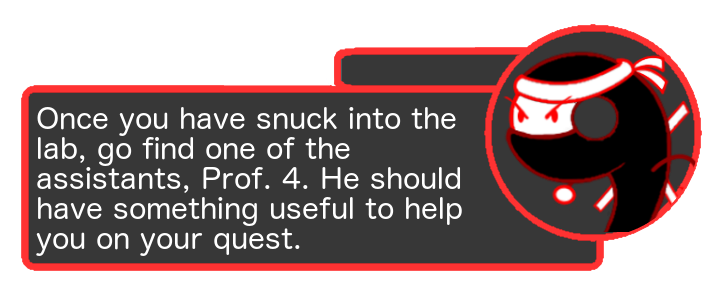 Once you have snuck into the
lab, go find one of the
assistants, Prof. 4. He should
have something useful to help
you on your quest.